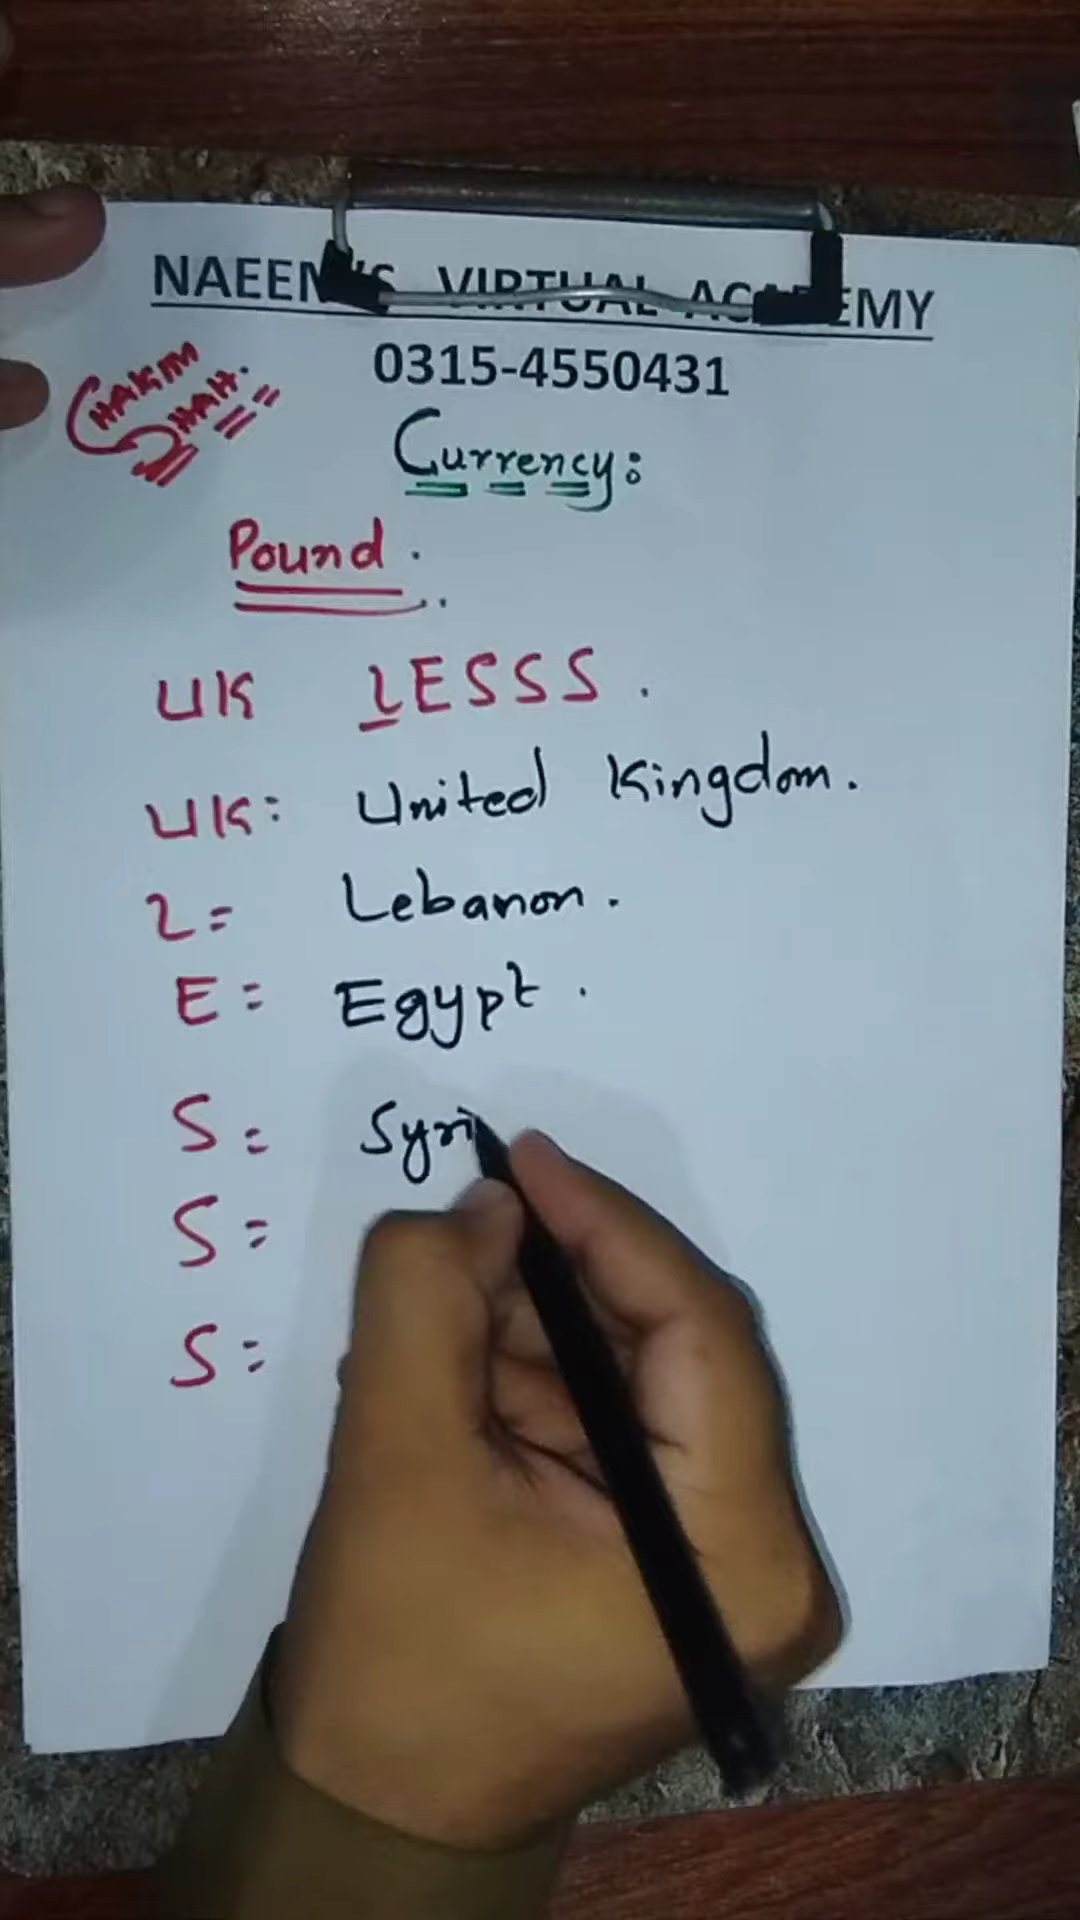 NAEEM'S VIRTUAL ACADEMY
0315-4550431
Currency:
Pound.
UK LESSS.
UK: United Kingdom.
L= Lebanon.
E= Egypt.
S= Syri
S=
S=